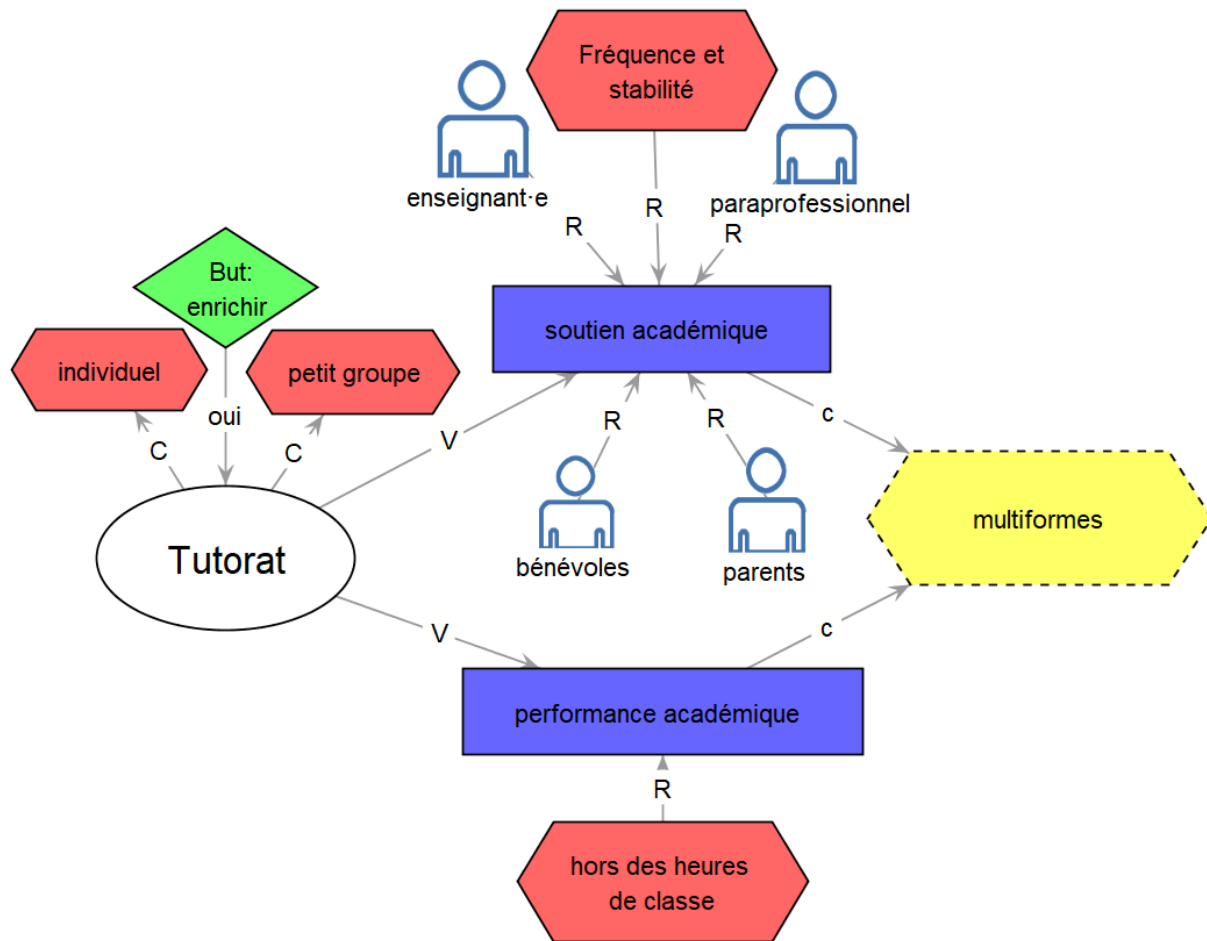 Fréquence et
stabilité
enseignant·e
paraprofessionnel
R
R
R
But:
enrichir
soutien académique
individuel
petit groupe
oui
C
C
V
R
R
c
multiformes
Tutorat
bénévoles
parents
V
c
performance académique
R
hors des heures
de classe